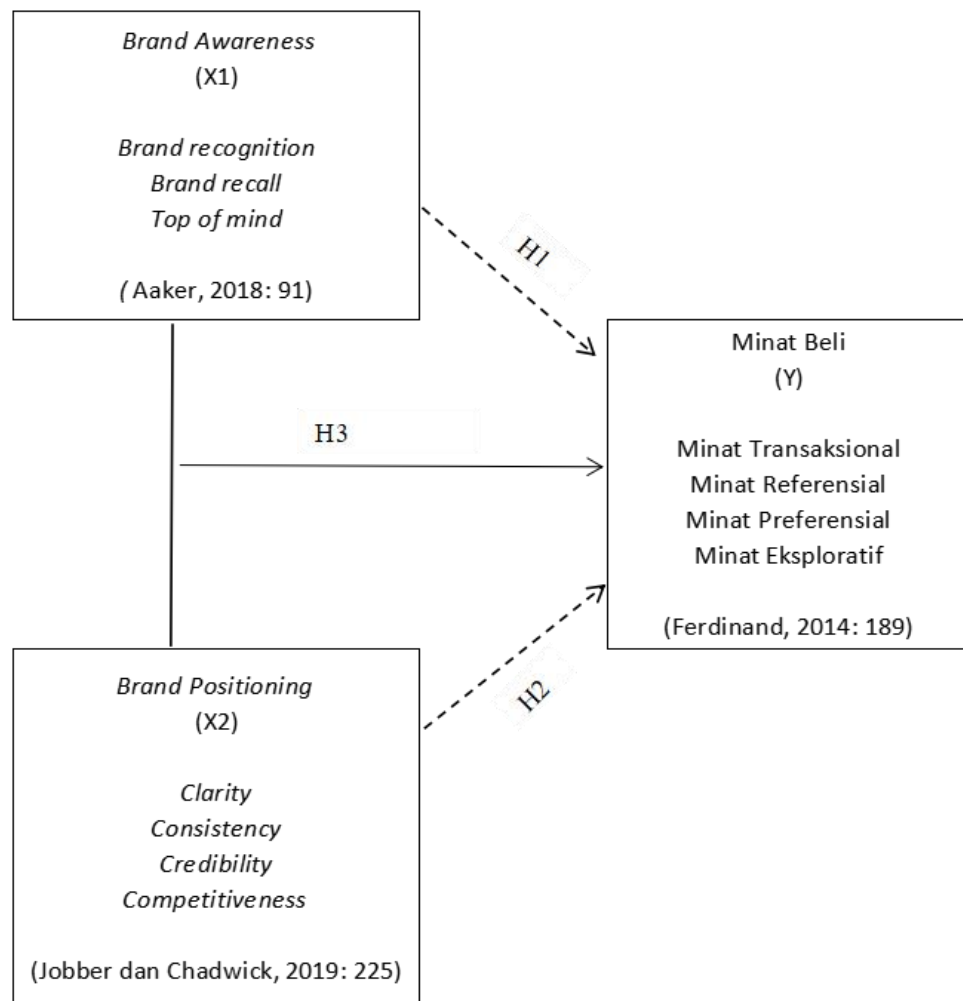 Brand Awareness
(X1)
Brand recognition
Brand recall
Top of mind
( Aaker, 2018: 91)
H1
Minat Beli
(Y)
Minat Transaksional
Minat Referensial
Minat Preferensial
Minat Eksploratif
(Ferdinand, 2014: 189)
H3
H2
Brand Positioning
(X2)
Clarity
Consistency
Credibility
Competitiveness
(Jobber dan Chadwick, 2019: 225)